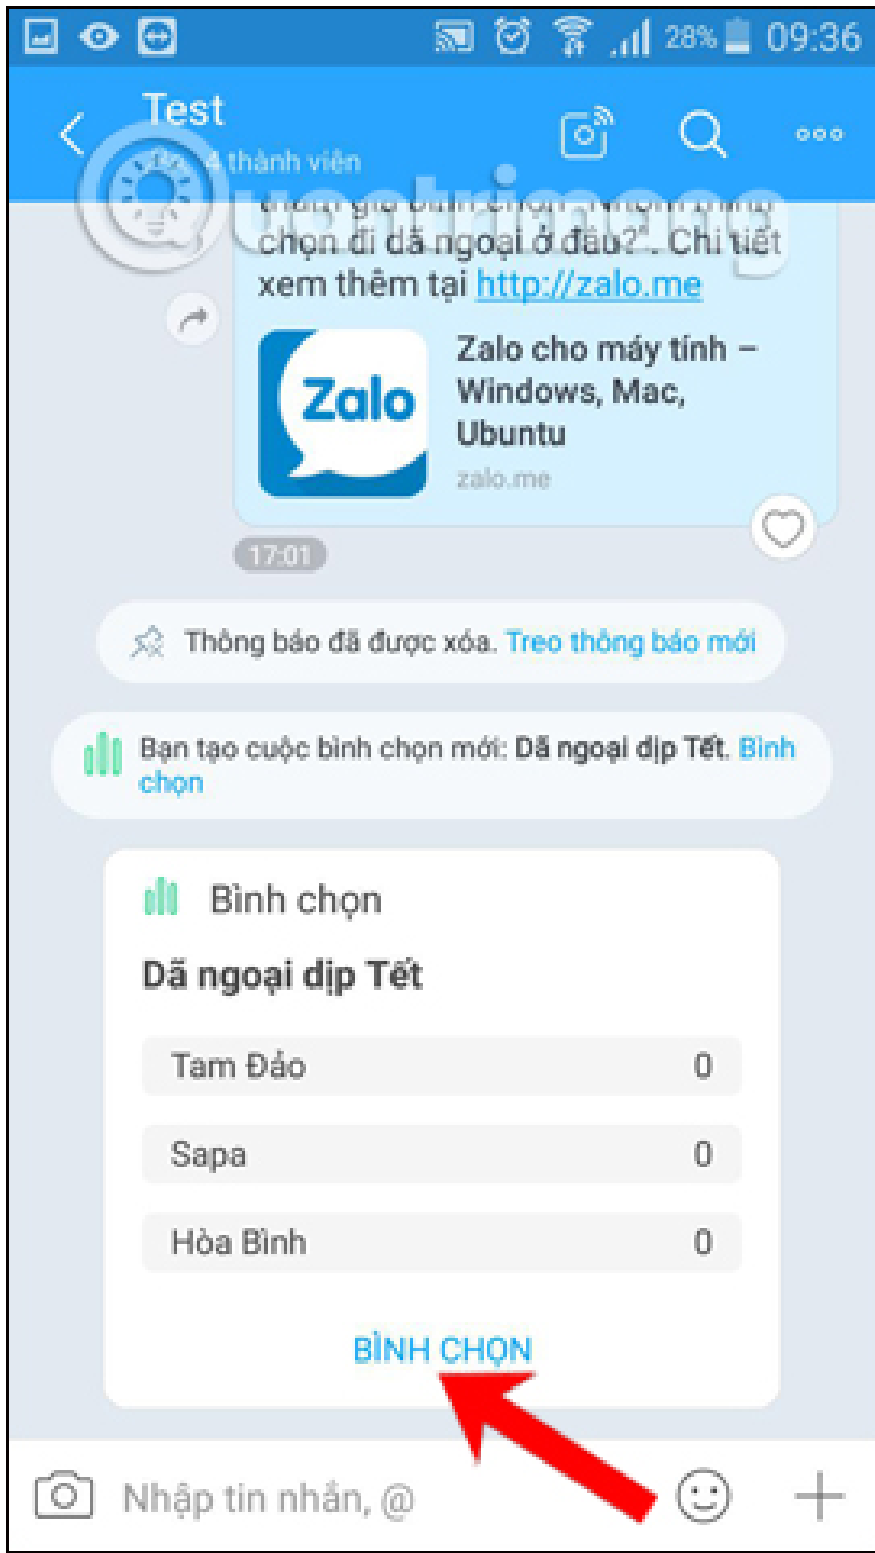 28% 09:36
Test
4 thành viên
Quantrimang
chọn đi dã ngoại ở đâu?". Chi tiết
xem thêm tại http://zalo.me
Zalo
Zalo cho máy tính –
Windows, Mac,
Ubuntu
zalo.me
17:01
Thông báo đã được xóa. Treo thông báo mới
Bạn tạo cuộc bình chọn mới: Dã ngoại dịp Tết. Bình
chọn
Bình chọn
Dã ngoại dịp Tết
Tam Đảo 0
Sapa 0
Hòa Bình 0
BÌNH CHỌN
Nhập tin nhắn, @